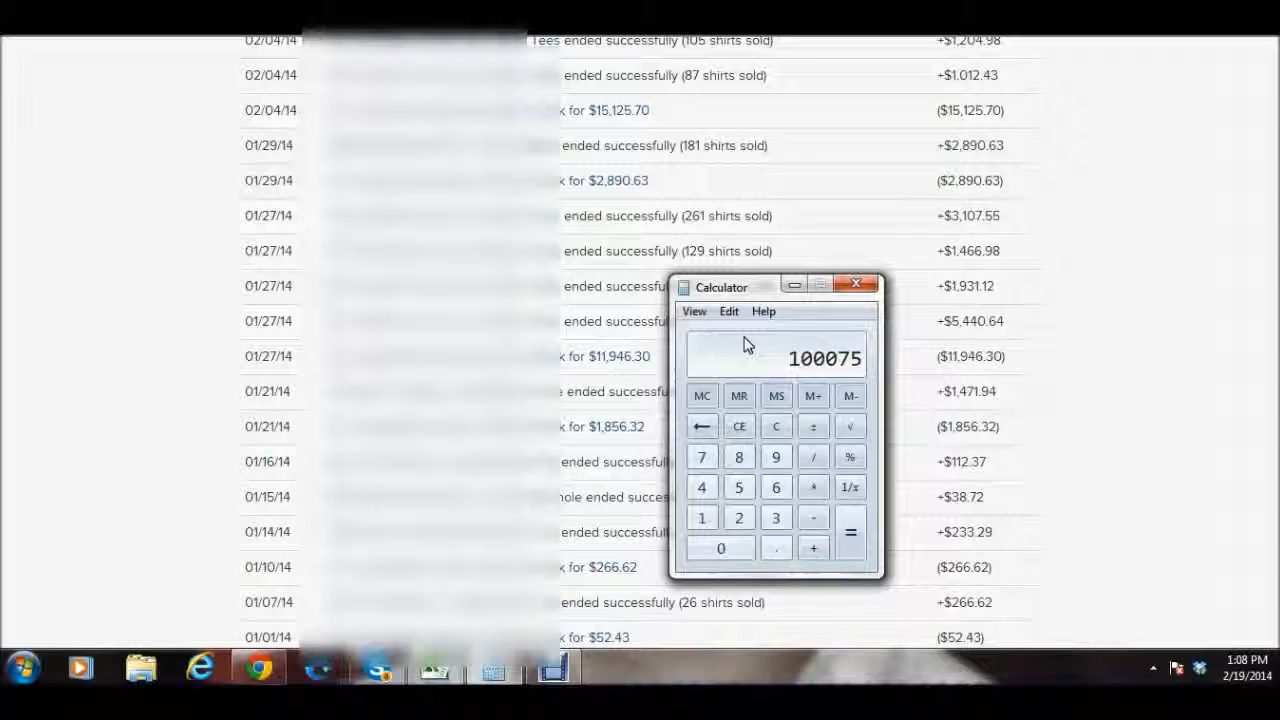 02/04/14 Tees ended successfully (105 shirts sold) +$1,204.98
02/04/14 ended successfully (87 shirts sold) +$1,012.43
02/04/14 k for $15,125.70 ($15,125.70)
01/29/14 ended successfully (181 shirts sold) +$2,890.63
01/29/14 k for $2,890.63 ($2,890.63)
01/27/14 ended successfully (261 shirts sold) +$3,107.55
01/27/14 ended successfully (129 shirts sold) +$1,466.98
01/27/14 ended successfully +$1,931.12
01/27/14 ended successfully +$5,440.64
01/27/14 k for $11,946.30 ($11,946.30)
01/21/14 ended successfully +$1,471.94
01/21/14 k for $1,856.32 ($1,856.32)
01/16/14 ended successfully +$112.37
01/15/14 hole ended succes +$38.72
01/14/14 ended successfully +$233.29
01/10/14 k for $266.62 ($266.62)
01/07/14 ended successfully (26 shirts sold) +$266.62
01/01/14 k for $52.43 ($52.43)
Calculator
View Edit Help
100075
MC MR MS M+ M-
← CE C ± √
7 8 9 / %
4 5 6 * 1/x
1 2 3 - =
0 . +
1:08 PM
2/19/2014